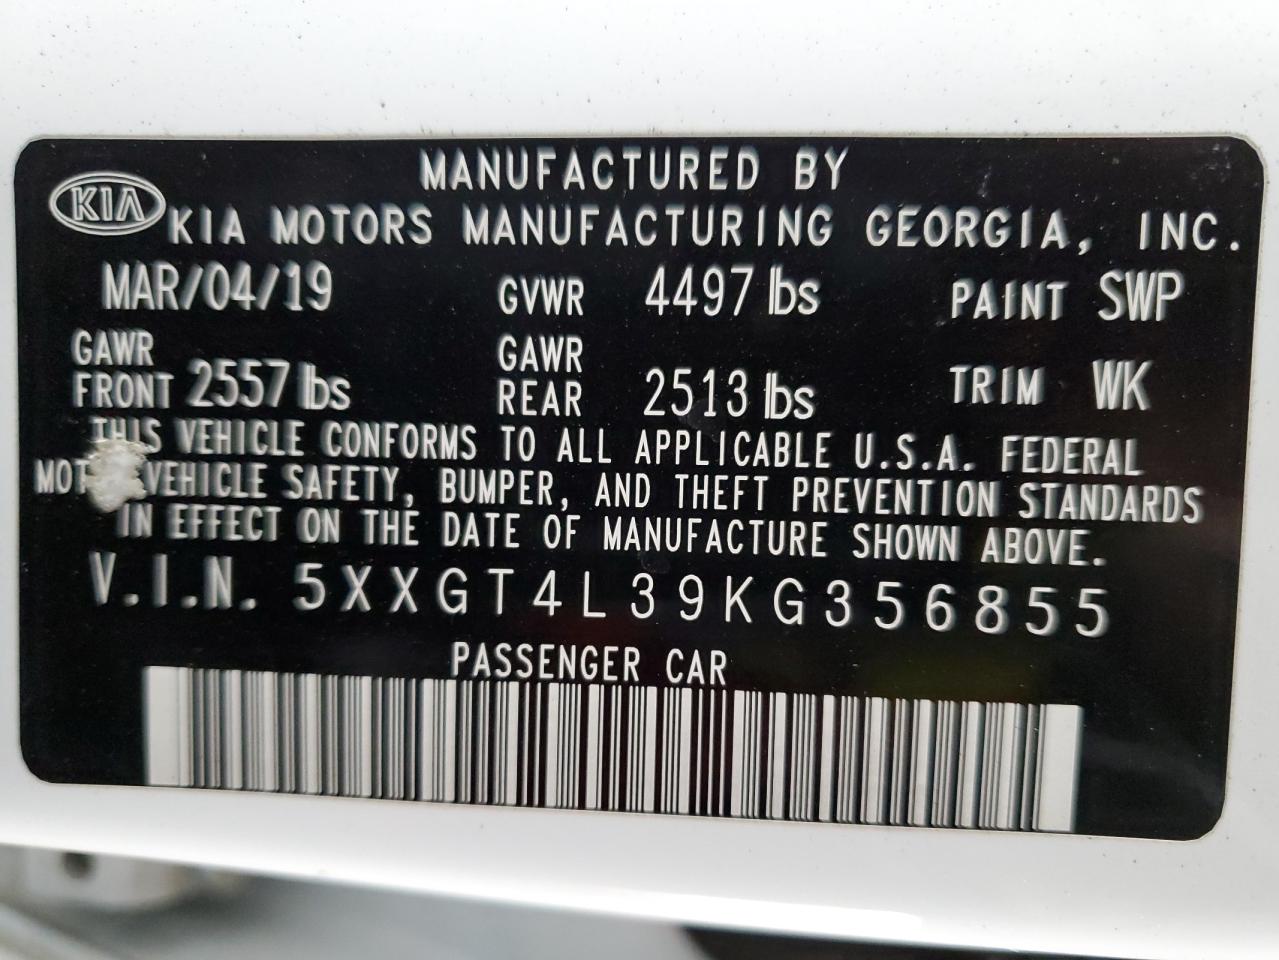 MANUFACTURED BY
KIA KIA MOTORS MANUFACTURING GEORGIA, INC.
MAR/04/19 GVWR 4497 lbs PAINT SWP
GAWR FRONT 2557 lbs GAWR REAR 2513 lbs TRIM WK
THIS VEHICLE CONFORMS TO ALL APPLICABLE U.S.A. FEDERAL
VEHICLE SAFETY, BUMPER, AND THEFT PREVENTION STANDARDS
IN EFFECT ON THE DATE OF MANUFACTURE SHOWN ABOVE.
V.I.N. 5XXGT4L39KG356855
PASSENGER CAR